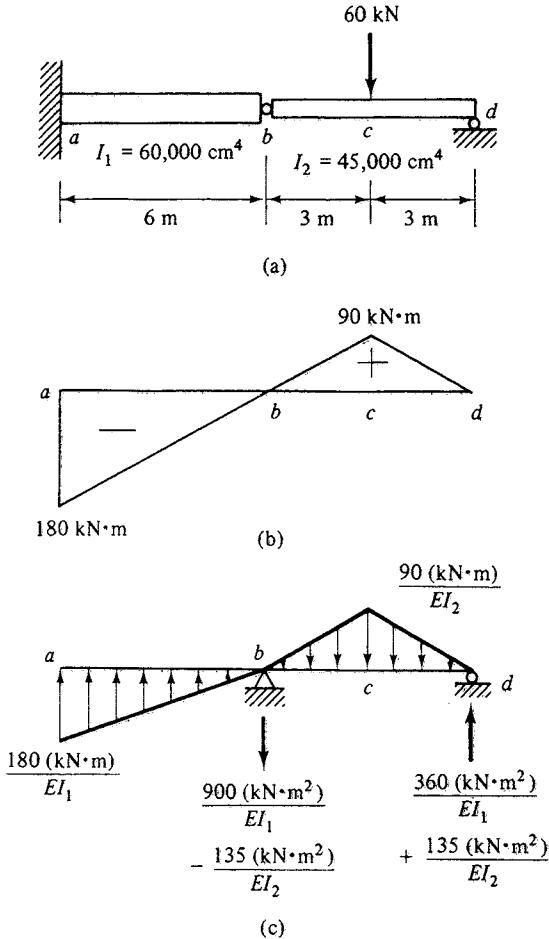 60 kN
a
b
c
d
I₁ = 60,000 cm⁴
I₂ = 45,000 cm⁴
6 m
3 m
3 m
(a)
90 kN•m
a
+
b
c
d
—
180 kN•m
(b)
90 (kN•m)
EI₂
a
b
c
d
180 (kN•m)
EI₁
900 (kN•m²)
EI₁
− 135 (kN•m²)
EI₂
360 (kN•m²)
EI₁
+ 135 (kN•m²)
EI₂
(c)